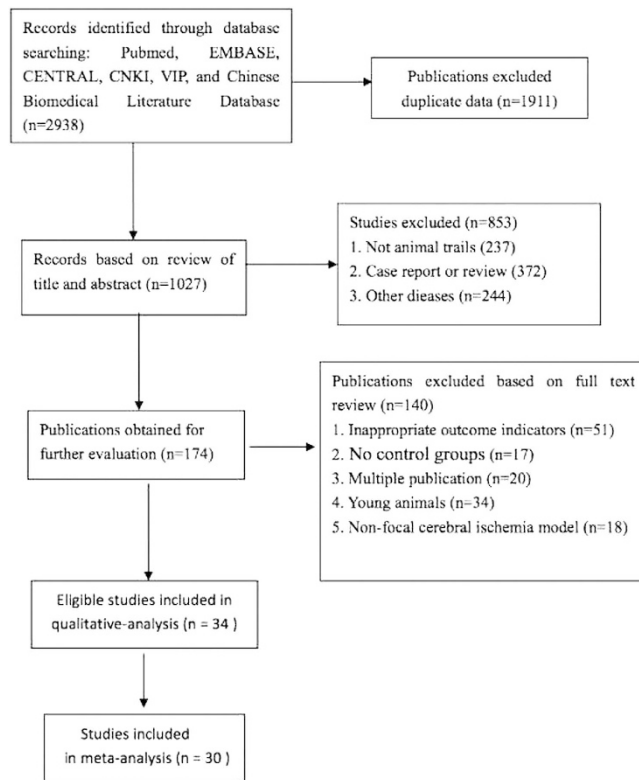 Records identified through database
searching: Pubmed, EMBASE,
CENTRAL, CNKI, VIP, and Chinese
Biomedical Literature Database
(n=2938)
Publications excluded
duplicate data (n=1911)
Records based on review of
title and abstract (n=1027)
Studies excluded (n=853)
1. Not animal trails (237)
2. Case report or review (372)
3. Other dieases (n=244)
Publications obtained for
further evaluation (n=174)
Publications excluded based on full text
review (n=140)
1. Inappropriate outcome indicators (n=51)
2. No control groups (n=17)
3. Multiple publication (n=20)
4. Young animals (n=34)
5. Non-focal cerebral ischemia model (n=18)
Eligible studies included in
qualitative-analysis (n = 34 )
Studies included
in meta-analysis (n = 30 )